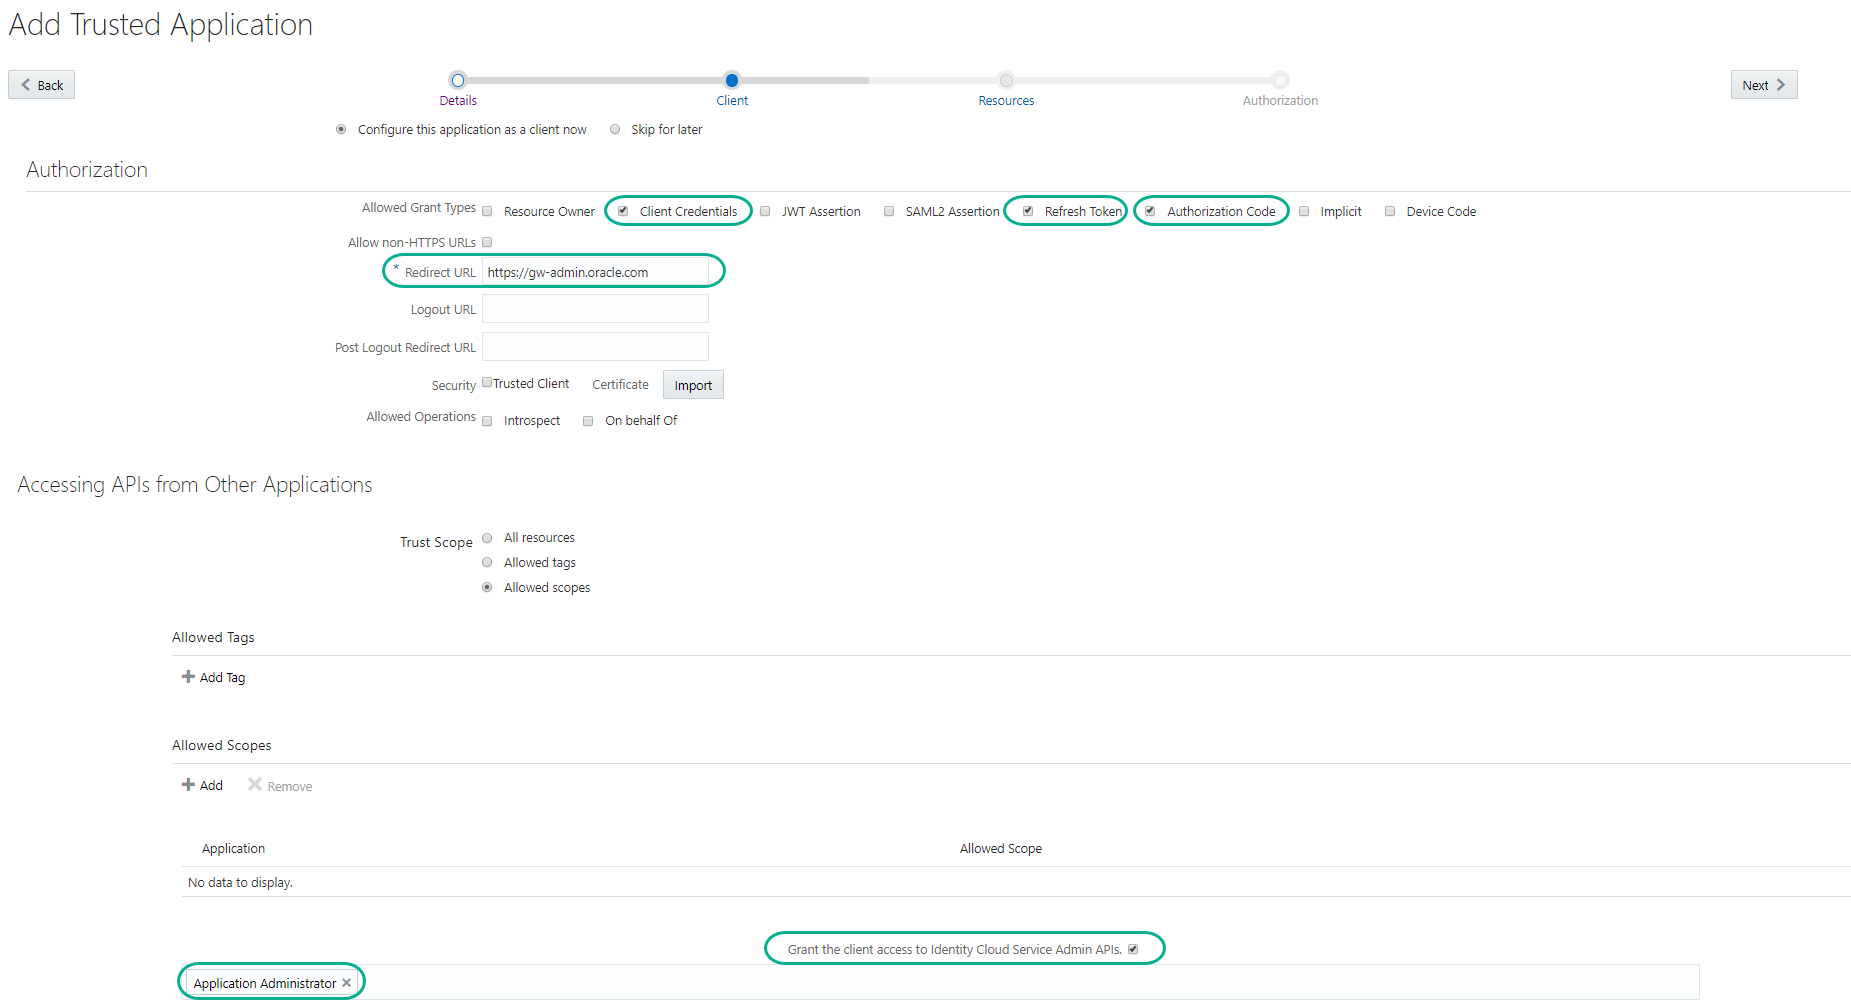 Add Trusted Application
Back
Next
Details
Client
Resources
Authorization
Configure this application as a client now
Skip for later
Authorization
Allowed Grant Types
Resource Owner
Client Credentials
JWT Assertion
SAML2 Assertion
Refresh Token
Authorization Code
Implicit
Device Code
Allow non-HTTPS URLs
* Redirect URL
https://gw-admin.oracle.com
Logout URL
Post Logout Redirect URL
Security
Trusted Client
Certificate
Import
Allowed Operations
Introspect
On behalf Of
Accessing APIs from Other Applications
Trust Scope
All resources
Allowed tags
Allowed scopes
Allowed Tags
Add Tag
Allowed Scopes
Add
Remove
Application
Allowed Scope
No data to display.
Grant the client access to Identity Cloud Service Admin APIs.
Application Administrator